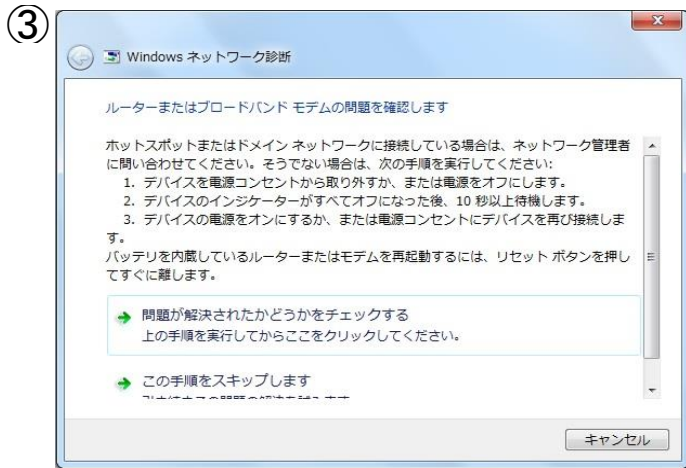 ③
Windows ネットワーク診断
ルーターまたはブロードバンド モデムの問題を確認します
ホットスポットまたはドメイン ネットワークに接続している場合は、ネットワーク管理者
に問い合わせてください。そうでない場合は、次の手順を実行してください:
1. デバイスを電源コンセントから取り外すか、または電源をオフにします。
2. デバイスのインジケーターがすべてオフになった後、10 秒以上待機します。
3. デバイスの電源をオンにするか、または電源コンセントにデバイスを再び接続しま
す。
バッテリを内蔵しているルーターまたはモデムを再起動するには、リセット ボタンを押し
てすぐに離します。
問題が解決されたかどうかをチェックする
上の手順を実行してからここをクリックしてください。
この手順をスキップします
キャンセル